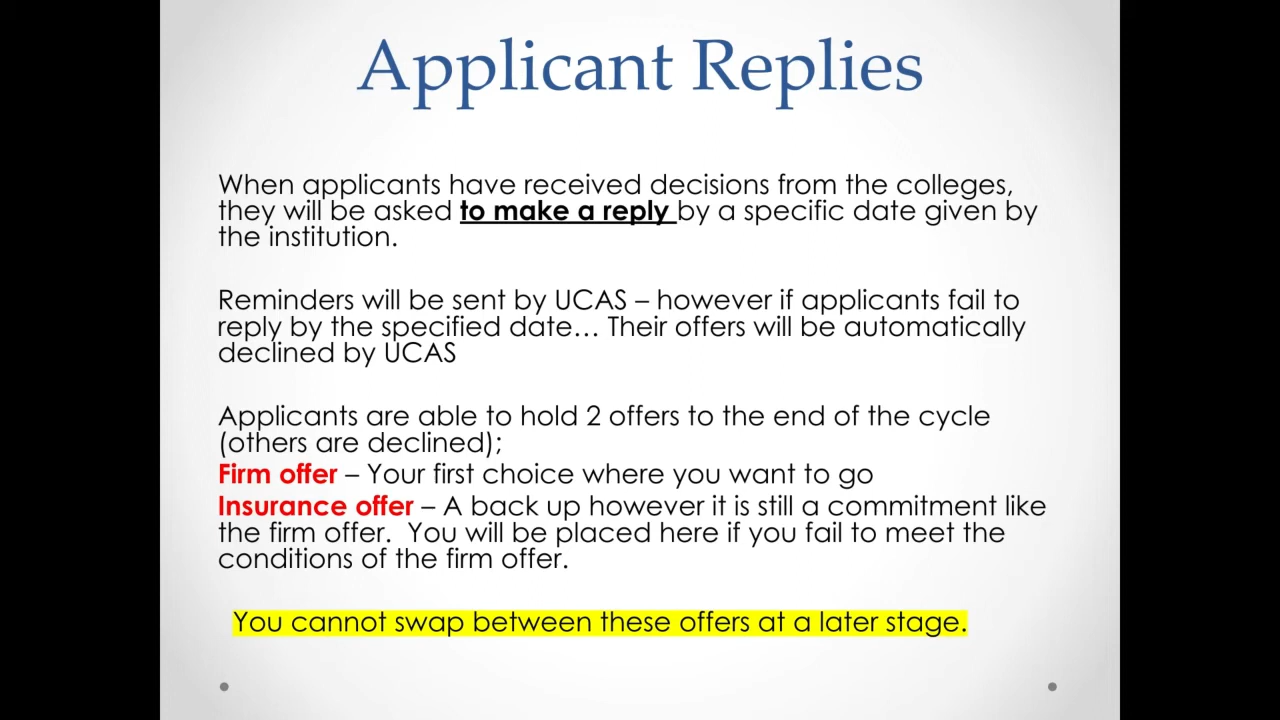 Applicant Replies
When applicants have received decisions from the colleges,
they will be asked to make a reply by a specific date given by
the institution.
Reminders will be sent by UCAS – however if applicants fail to
reply by the specified date… Their offers will be automatically
declined by UCAS
Applicants are able to hold 2 offers to the end of the cycle
(others are declined);
Firm offer – Your first choice where you want to go
Insurance offer – A back up however it is still a commitment like
the firm offer.  You will be placed here if you fail to meet the
conditions of the firm offer.
You cannot swap between these offers at a later stage.